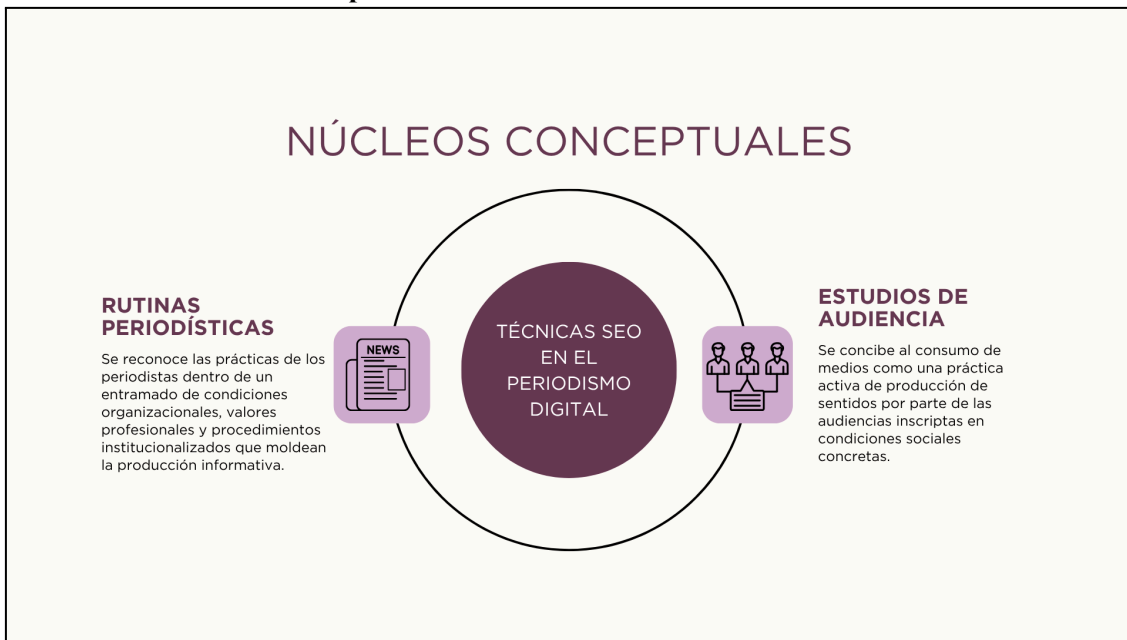 NÚCLEOS CONCEPTUALES
RUTINAS
PERIODÍSTICAS
Se reconoce las prácticas de los
periodistas dentro de un
entramado de condiciones
organizacionales, valores
profesionales y procedimientos
institucionalizados que moldean
la producción informativa.
NEWS
TÉCNICAS SEO
EN EL
PERIODISMO
DIGITAL
ESTUDIOS DE
AUDIENCIA
Se concibe al consumo de
medios como una práctica
activa de producción de
sentidos por parte de las
audiencias inscriptas en
condiciones sociales
concretas.